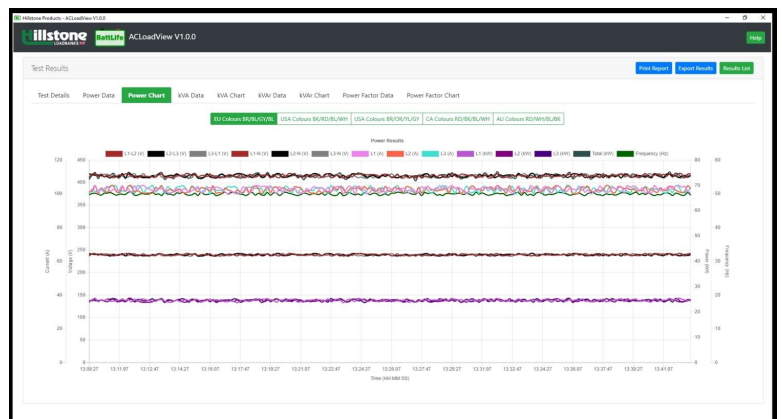 Hillstone Products - ACLoadView V1.0.0
Hillstone LOADBANKS BattLife ACLoadView V1.0.0 Help
Test Results Print Report Export Results Results List
Test Details Power Data Power Chart kVA Data kVA Chart kVAr Data kVAr Chart Power Factor Data Power Factor Chart
EU Colours BR/BL/GY/BL USA Colours BK/RD/BL/WH USA Colours BR/OR/YL/GY CA Colours RD/BK/BL/WH AU Colours RD/WH/BL/BK
Power Results
L1-L2 (V) L2-L3 (V) L3-L1 (V) L1-N (V) L2-N (V) L3-N (V) L1 (A) L2 (A) L3 (A) L1 (kW) L2 (kW) L3 (kW) Total (kW) Frequency (Hz)
120 450 80 60
400 70
100 350 50
60
80 300 40
250 50
60 200 40 30
150 30
40 20
100 20
20 50 10 10
0 0 0 0
Current (A)
Voltage (V)
Power (kW)
Frequency (Hz)
13:09:27 13:11:07 13:12:47 13:14:27 13:16:07 13:17:47 13:19:27 13:21:07 13:22:47 13:24:27 13:26:07 13:27:47 13:29:27 13:31:07 13:32:47 13:34:27 13:36:07 13:37:47 13:39:27 13:41:07
Time (HH:MM:SS)